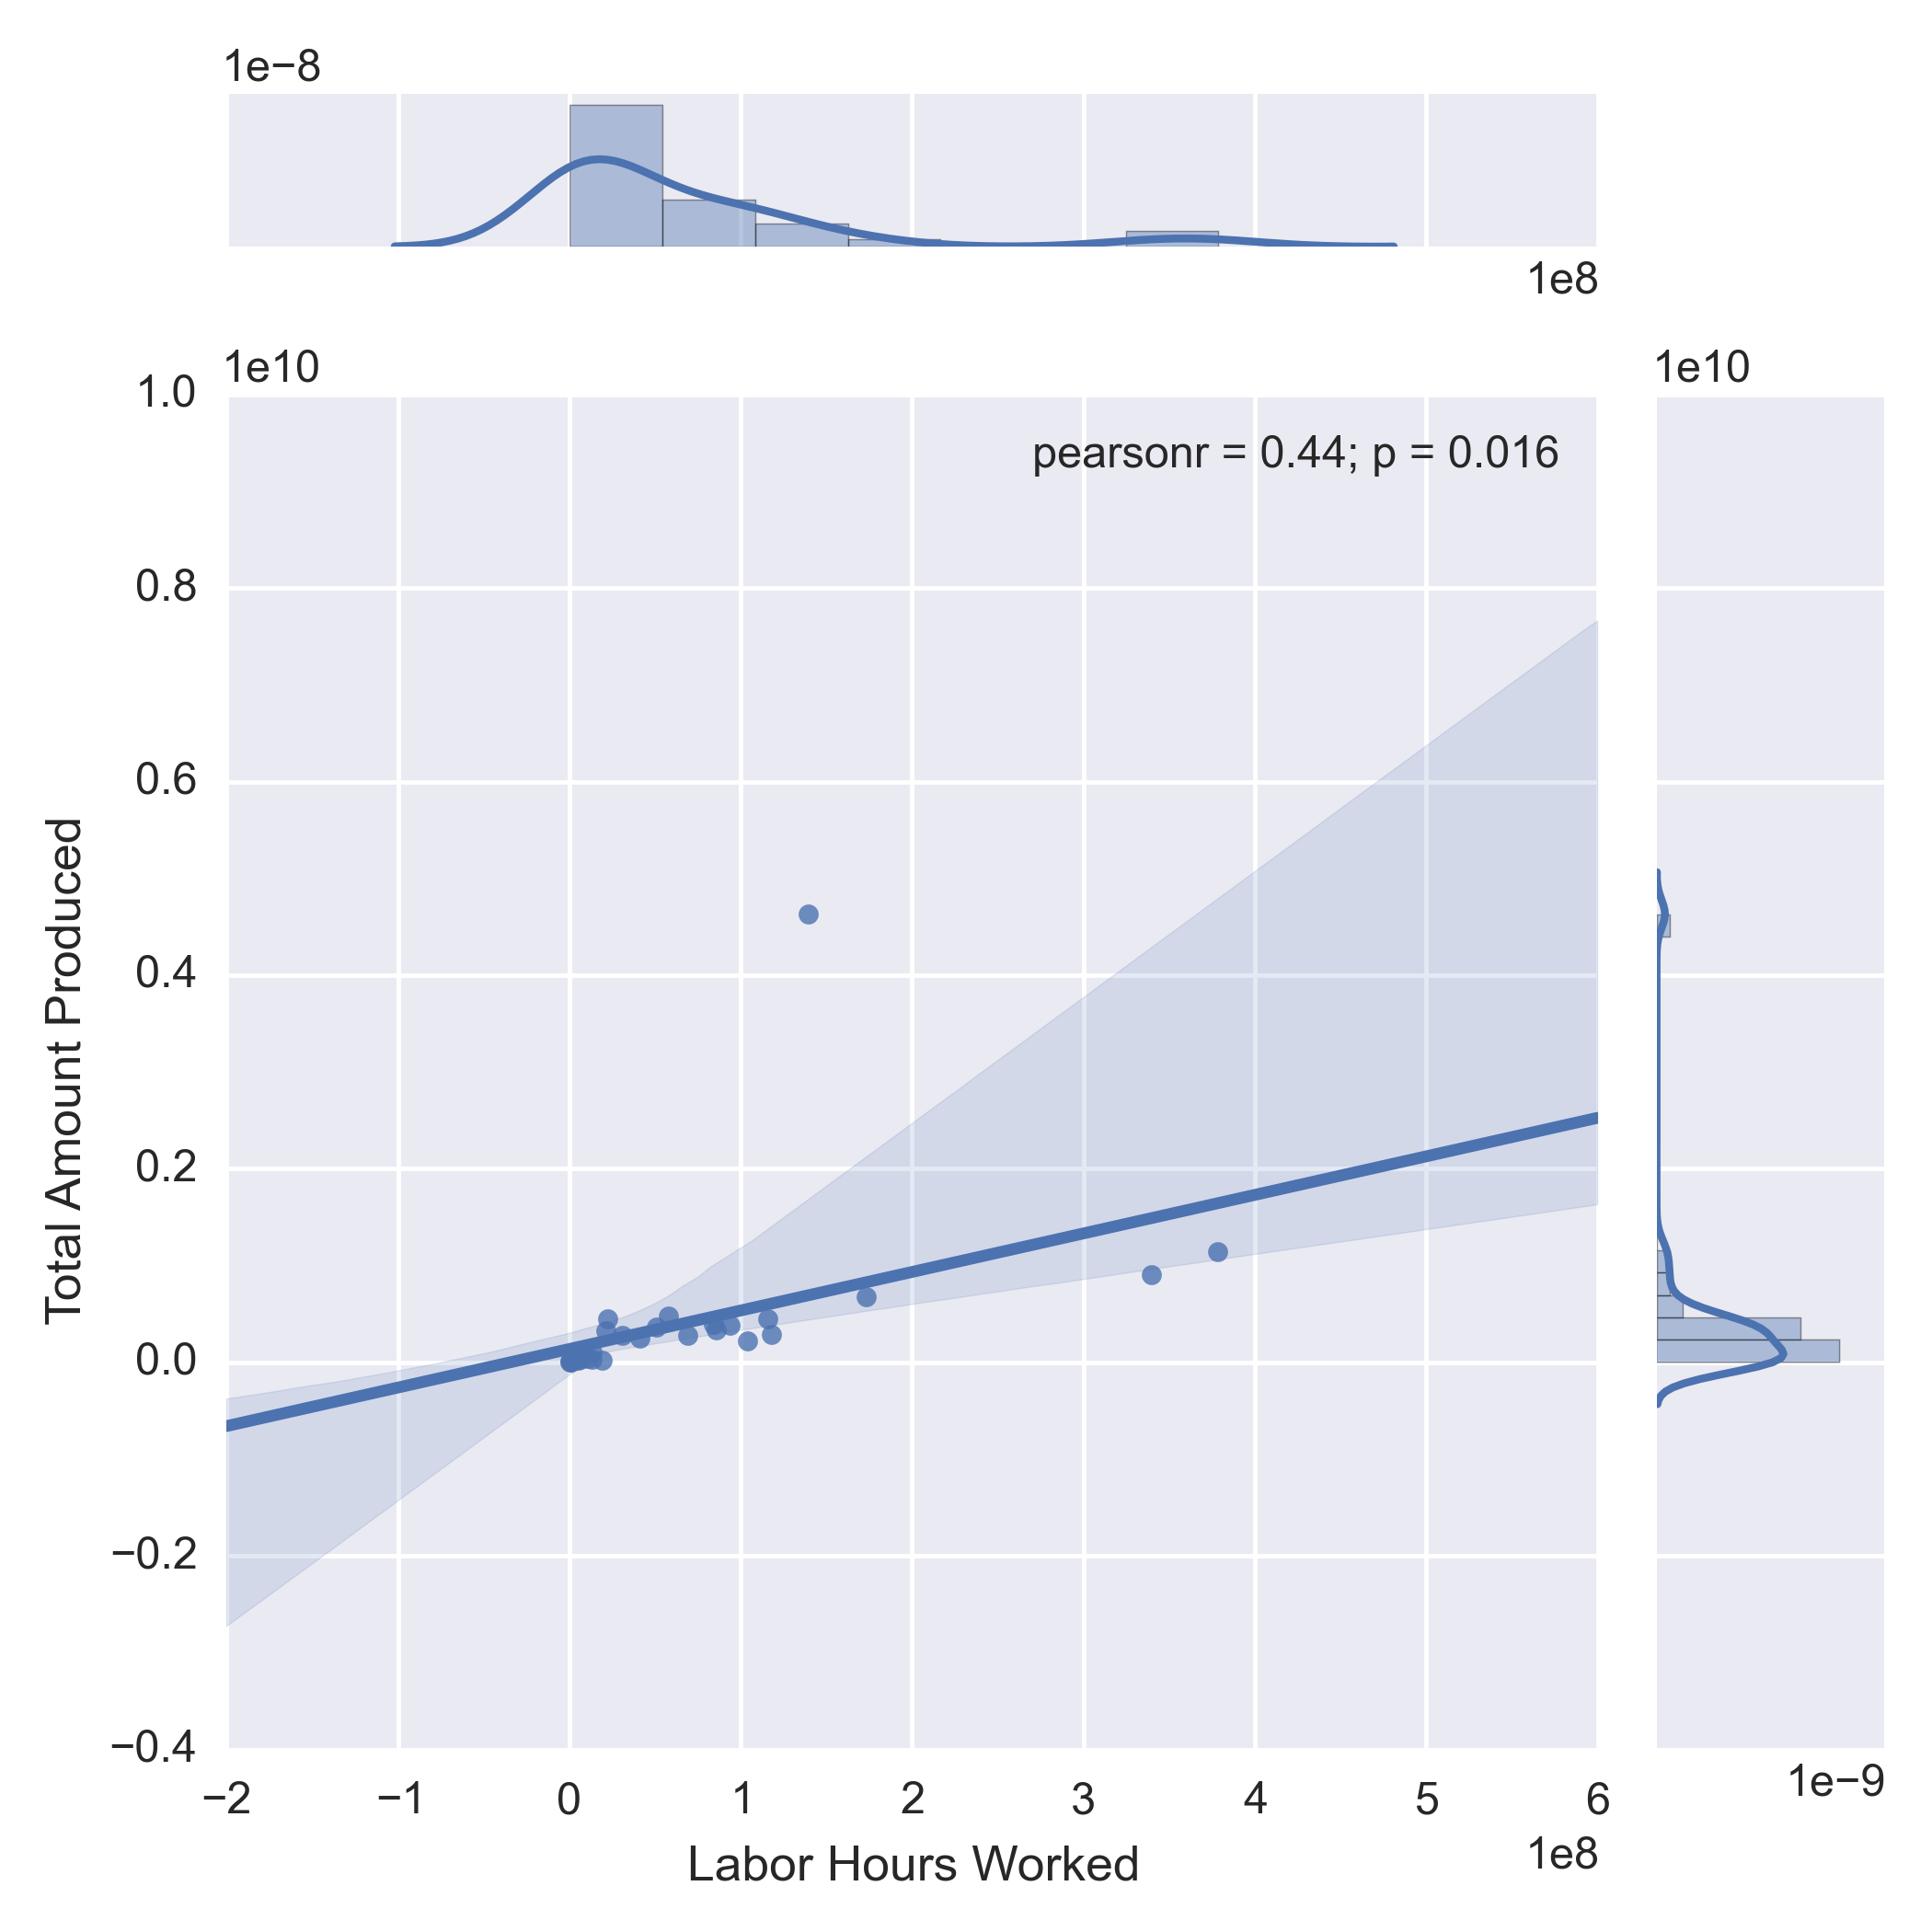 1e−8
1e8
1e10
1e10
pearsonr = 0.44; p = 0.016
1.0
0.8
0.6
0.4
0.2
0.0
−0.2
−0.4
Total Amount Produced
−2 −1 0 1 2 3 4 5 6
1e−9
1e8
Labor Hours Worked